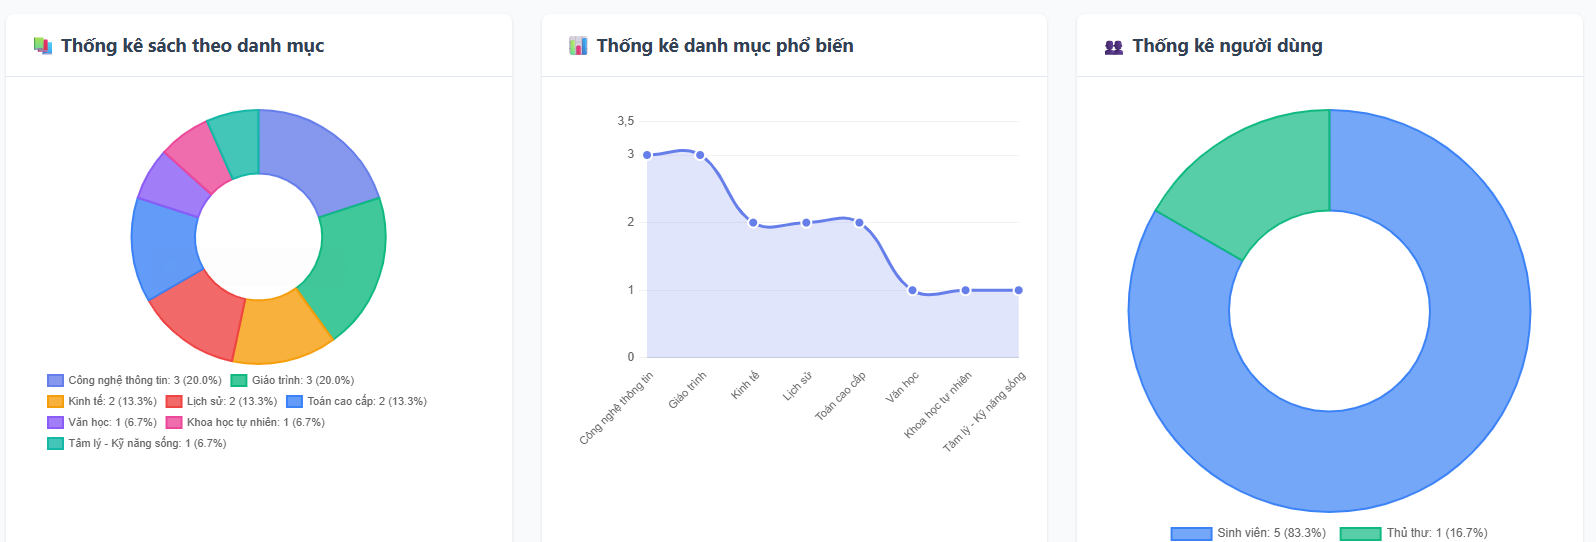 Thống kê sách theo danh mục
Công nghệ thông tin: 3 (20.0%) Giáo trình: 3 (20.0%)
Kinh tế: 2 (13.3%) Lịch sử: 2 (13.3%) Toán cao cấp: 2 (13.3%)
Văn học: 1 (6.7%) Khoa học tự nhiên: 1 (6.7%)
Tâm lý - Kỹ năng sống: 1 (6.7%)
Thống kê danh mục phổ biến
3,5
3
2
1
0
Công nghệ thông tin
Giáo trình
Kinh tế
Lịch sử
Toán cao cấp
Văn học
Khoa học tự nhiên
Tâm lý - Kỹ năng sống
Thống kê người dùng
Sinh viên: 5 (83.3%) Thủ thư: 1 (16.7%)